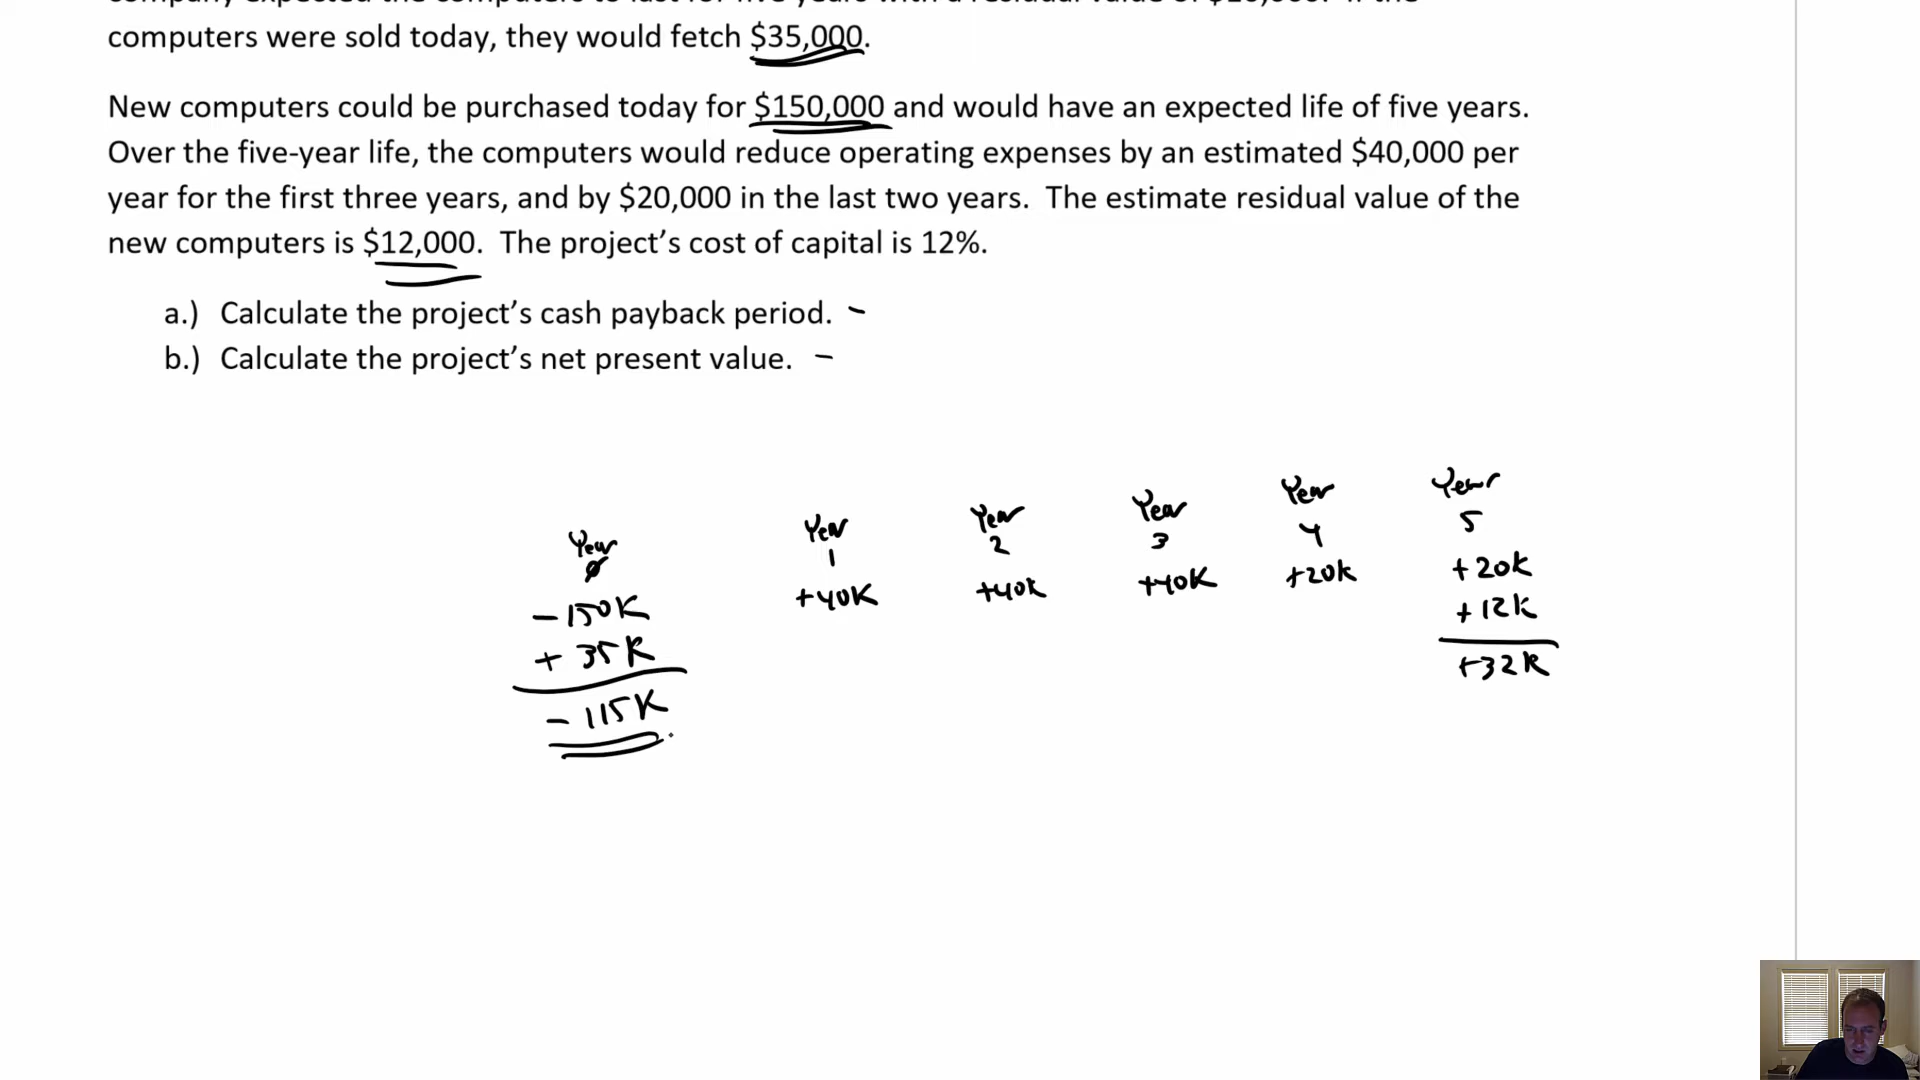 computers were sold today, they would fetch $35,000.
New computers could be purchased today for $150,000 and would have an expected life of five years.
Over the five-year life, the computers would reduce operating expenses by an estimated $40,000 per
year for the first three years, and by $20,000 in the last two years. The estimate residual value of the
new computers is $12,000. The project’s cost of capital is 12%.
a.) Calculate the project’s cash payback period. -
b.) Calculate the project’s net present value. -
Year Year Year Year Year Year
0 1 2 3 4 5
-150K +40K +40K +40K +20K +20K
+ 35K +12K
-115K +32K